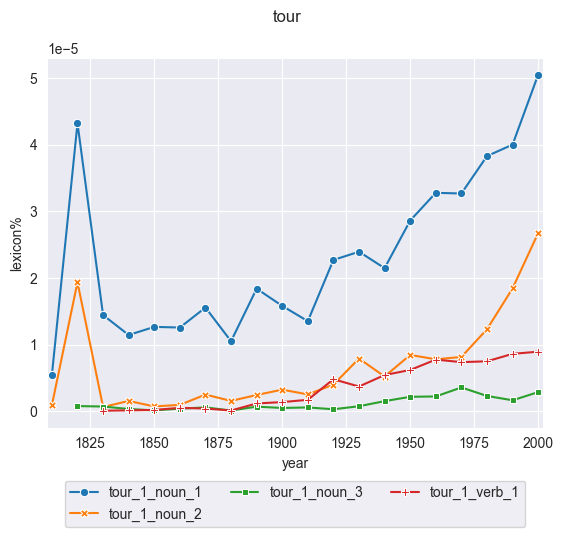 tour
1e−5
5
4
3
2
1
0
lexicon%
1825 1850 1875 1900 1925 1950 1975 2000
year
tour_1_noun_1 tour_1_noun_3 tour_1_verb_1
tour_1_noun_2